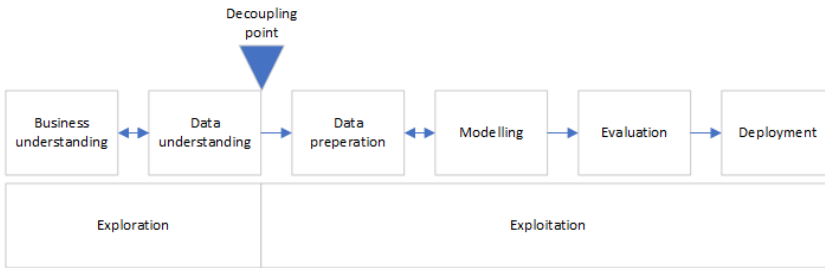 Decoupling
point
Business
understanding
Data
understanding
Data
preperation
Modelling
Evaluation
Deployment
Exploration
Exploitation